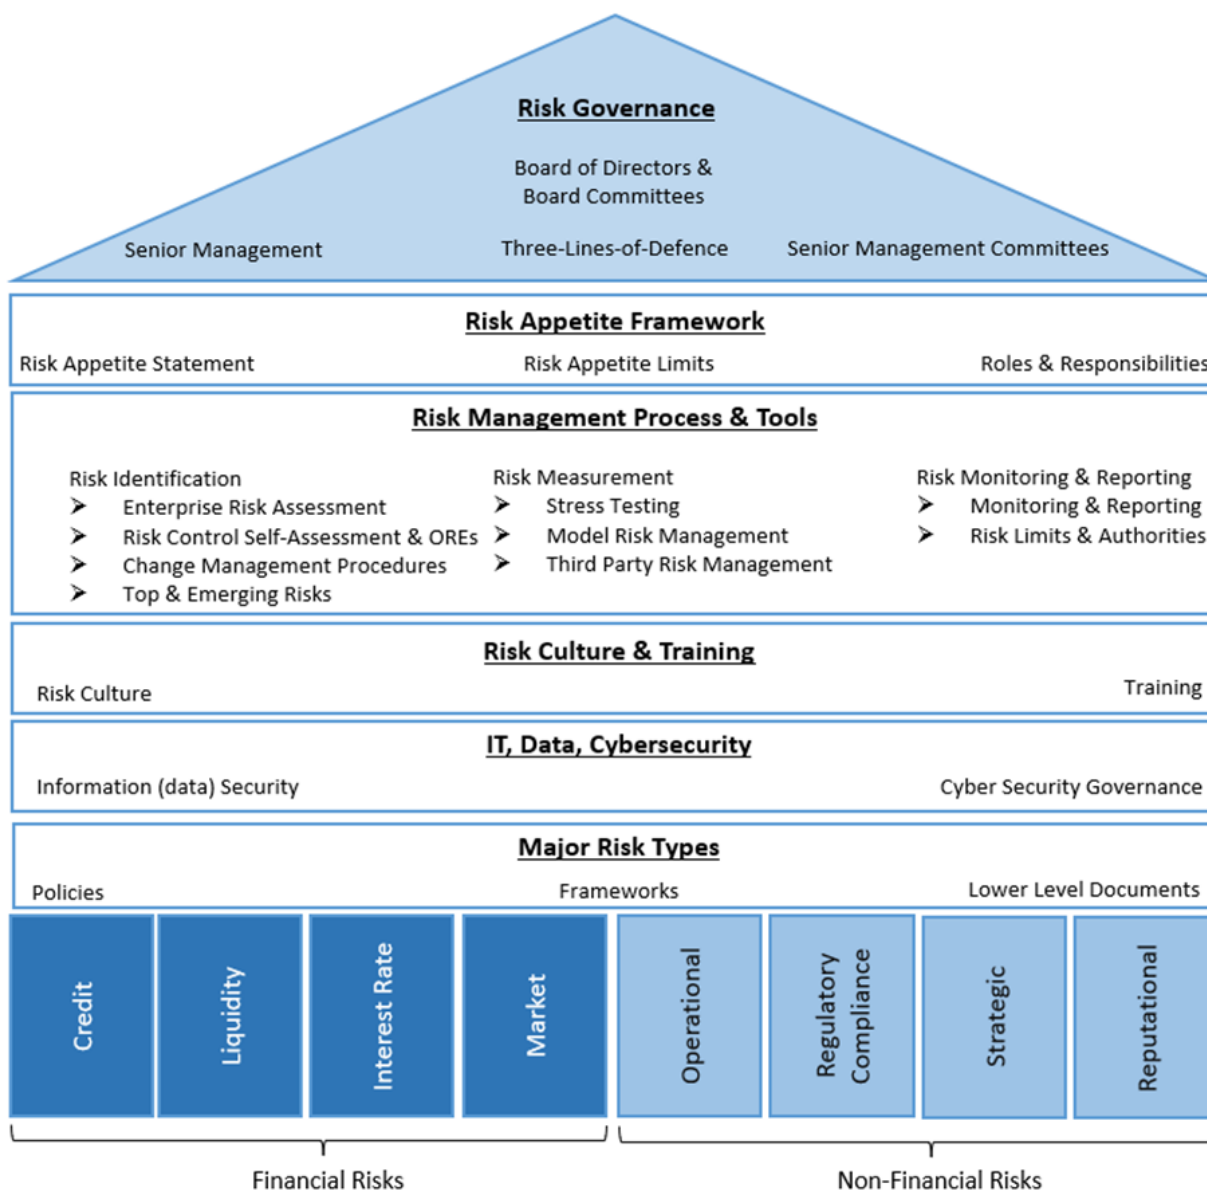 Risk Governance
Board of Directors &
Board Committees
Senior Management
Three-Lines-of-Defence
Senior Management Committees
Risk Appetite Framework
Risk Appetite Statement
Risk Appetite Limits
Roles & Responsibilities
Risk Management Process & Tools
Risk Identification
➢ Enterprise Risk Assessment
➢ Risk Control Self-Assessment & OREs
➢ Change Management Procedures
➢ Top & Emerging Risks
Risk Measurement
➢ Stress Testing
➢ Model Risk Management
➢ Third Party Risk Management
Risk Monitoring & Reporting
➢ Monitoring & Reporting
➢ Risk Limits & Authorities
Risk Culture & Training
Risk Culture
Training
IT, Data, Cybersecurity
Information (data) Security
Cyber Security Governance
Major Risk Types
Policies
Frameworks
Lower Level Documents
Credit
Liquidity
Interest Rate
Market
Operational
Regulatory
Compliance
Strategic
Reputational
Financial Risks
Non-Financial Risks